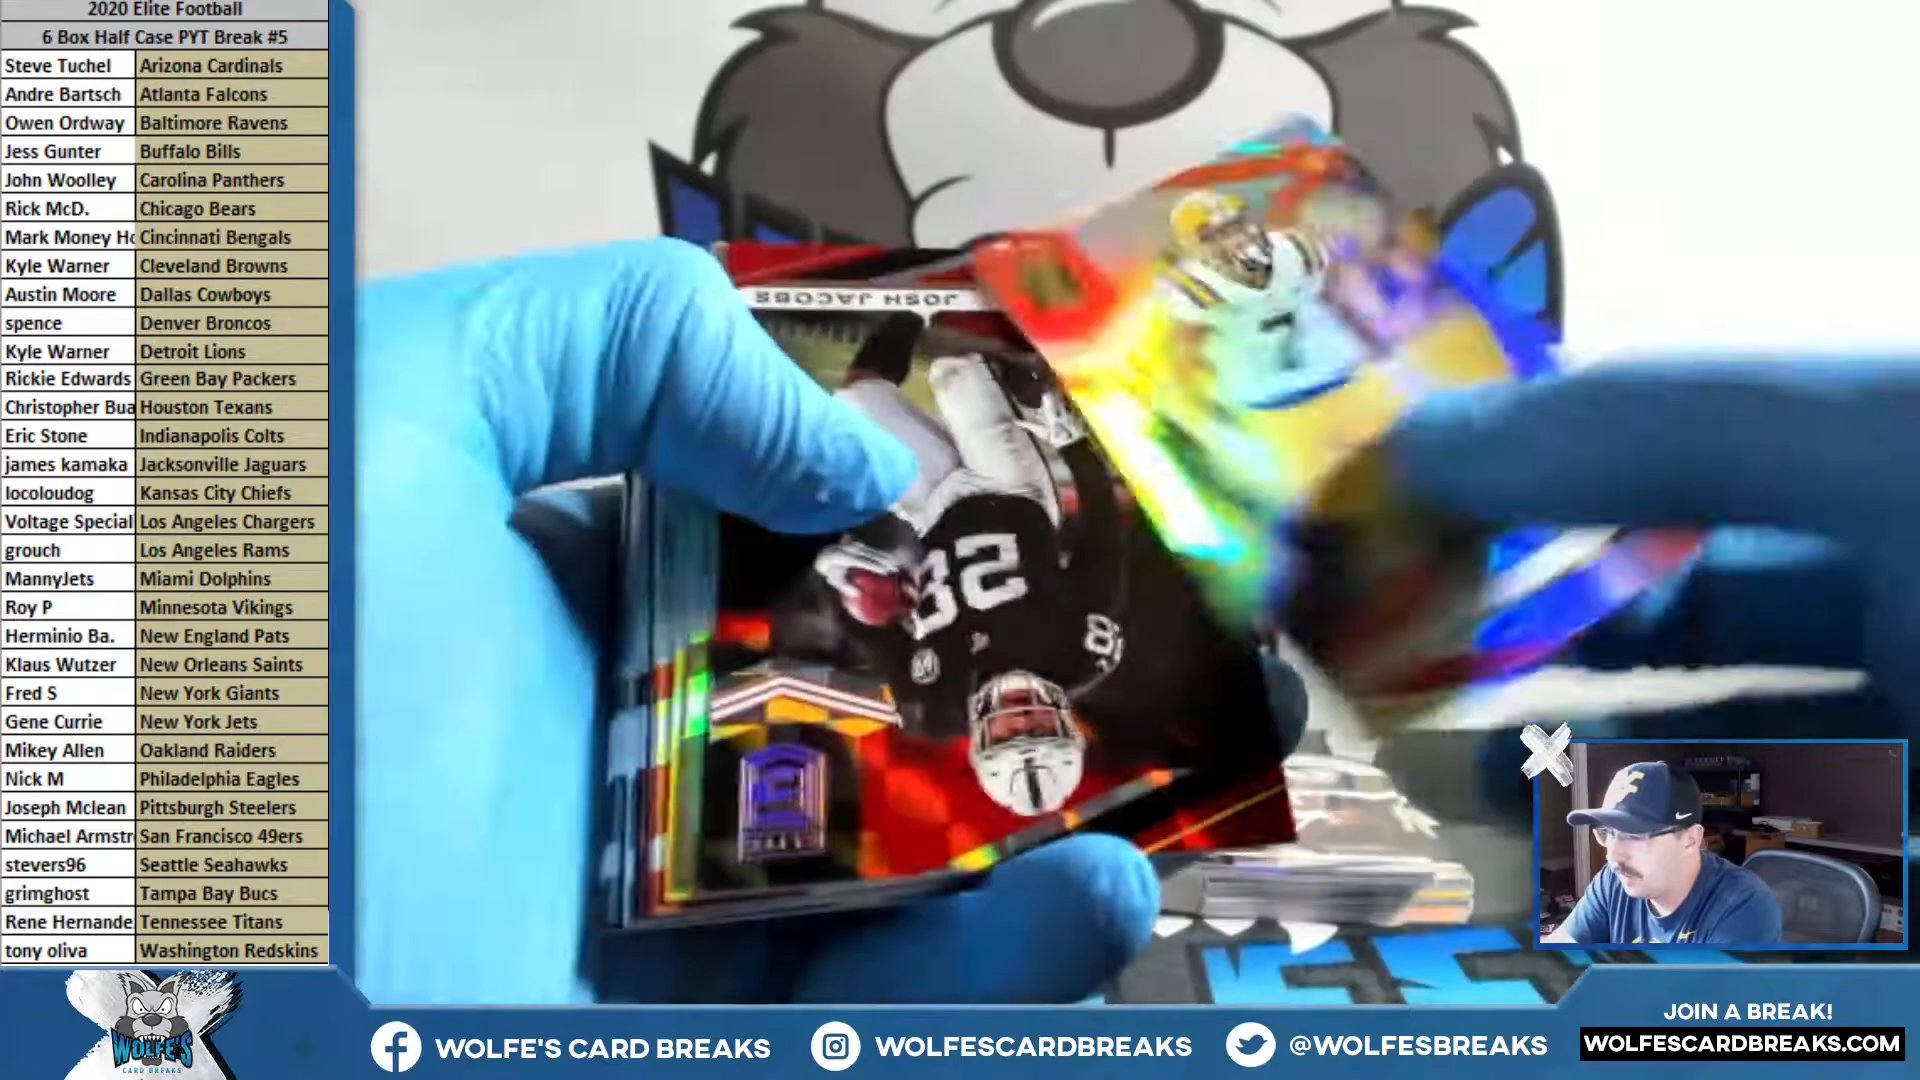 2020 Elite Football
6 Box Half Case PYT Break #5
Steve Tuchel Arizona Cardinals
Andre Bartsch Atlanta Falcons
Owen Ordway Baltimore Ravens
Jess Gunter Buffalo Bills
John Woolley Carolina Panthers
Rick McD. Chicago Bears
Mark Money Ho Cincinnati Bengals
Kyle Warner Cleveland Browns
Austin Moore Dallas Cowboys
spence Denver Broncos
Kyle Warner Detroit Lions
Rickie Edwards Green Bay Packers
Christopher Bua Houston Texans
Eric Stone Indianapolis Colts
james kamaka Jacksonville Jaguars
locoloudog Kansas City Chiefs
Voltage Special Los Angeles Chargers
grouch Los Angeles Rams
MannyJets Miami Dolphins
Roy P Minnesota Vikings
Herminio Ba. New England Pats
Klaus Wutzer New Orleans Saints
Fred S New York Giants
Gene Currie New York Jets
Mikey Allen Oakland Raiders
Nick M Philadelphia Eagles
Joseph Mclean Pittsburgh Steelers
Michael Armstr San Francisco 49ers
stevers96 Seattle Seahawks
grimghost Tampa Bay Bucs
Rene Hernande Tennessee Titans
tony oliva Washington Redskins
JOSH JACOBS
82
7
WOLFE'S
CARD BREAKS
WOLFE'S CARD BREAKS
WOLFESCARDBREAKS
@WOLFESBREAKS
JOIN A BREAK!
WOLFESCARDBREAKS.COM